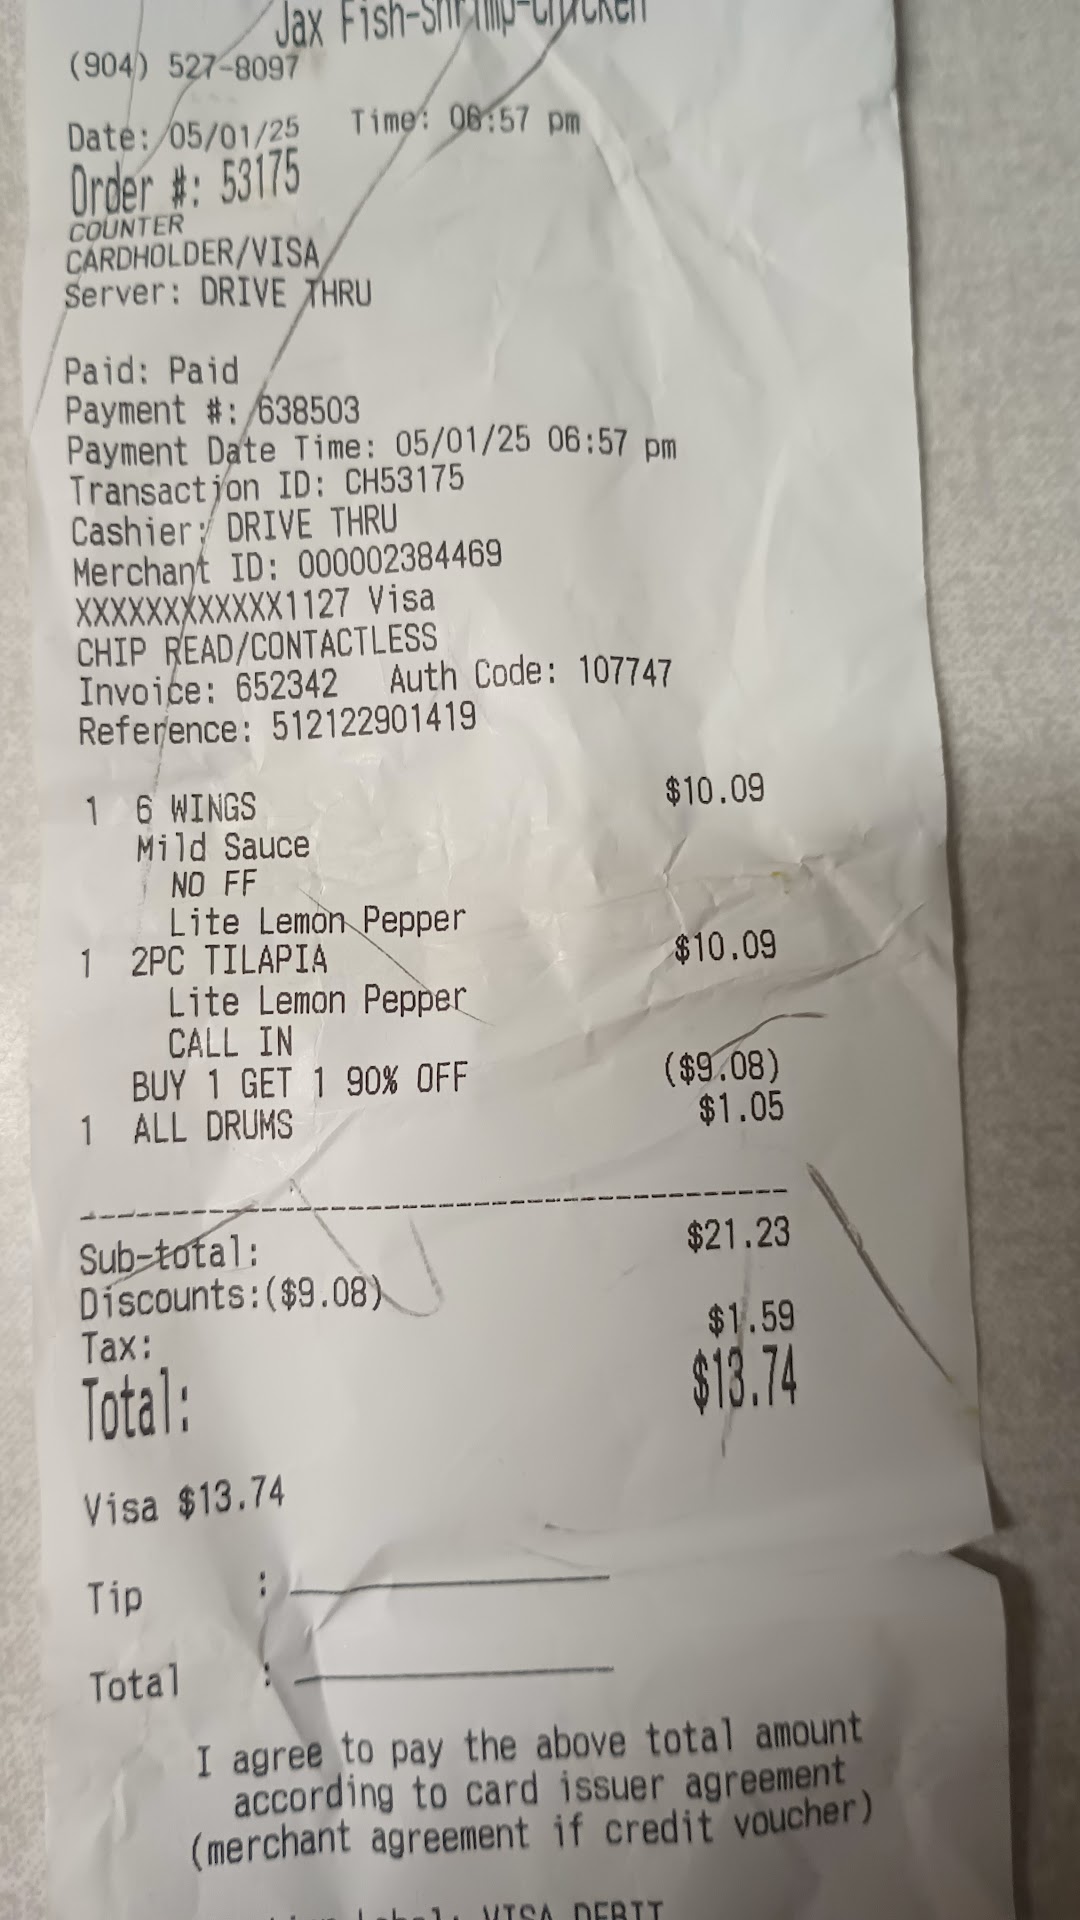 Jax Fish-Shrimp-Chicken
(904) 527-8097
Date: 05/01/25 Time: 06:57 pm
Order #: 53175
COUNTER
CARDHOLDER/VISA
Server: DRIVE THRU
Paid: Paid
Payment #: 638503
Payment Date Time: 05/01/25 06:57 pm
Transaction ID: CH53175
Cashier: DRIVE THRU
Merchant ID: 000002384469
XXXXXXXXXXXX1127 Visa
CHIP READ/CONTACTLESS
Invoice: 652342 Auth Code: 107747
Reference: 512122901419
1 6 WINGS $10.09
Mild Sauce
NO FF
Lite Lemon Pepper
1 2PC TILAPIA $10.09
Lite Lemon Pepper
CALL IN
BUY 1 GET 1 90% OFF ($9.08)
1 ALL DRUMS $1.05
Sub-total: $21.23
Discounts:($9.08)
Tax: $1.59
Total: $13.74
Visa $13.74
Tip :
Total :
I agree to pay the above total amount
according to card issuer agreement
(merchant agreement if credit voucher)
Label: VISA DEBIT